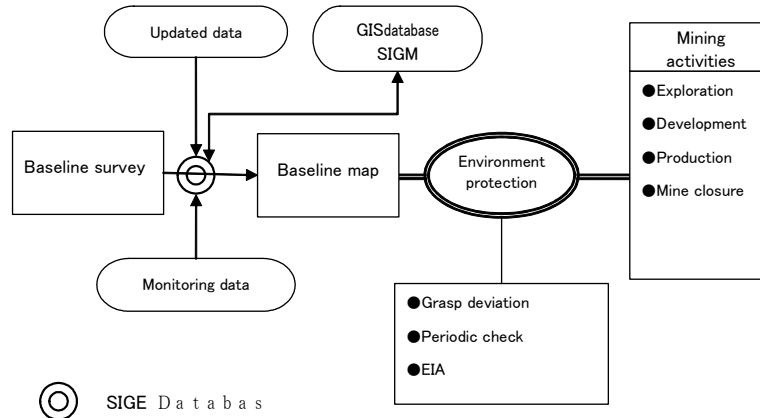 Updated data
GISdatabase
SIGM
Mining
activities
●Exploration
●Development
●Production
●Mine closure
Baseline survey
Baseline map
Environment
protection
Monitoring data
●Grasp deviation
●Periodic check
●EIA
SIGE Databas